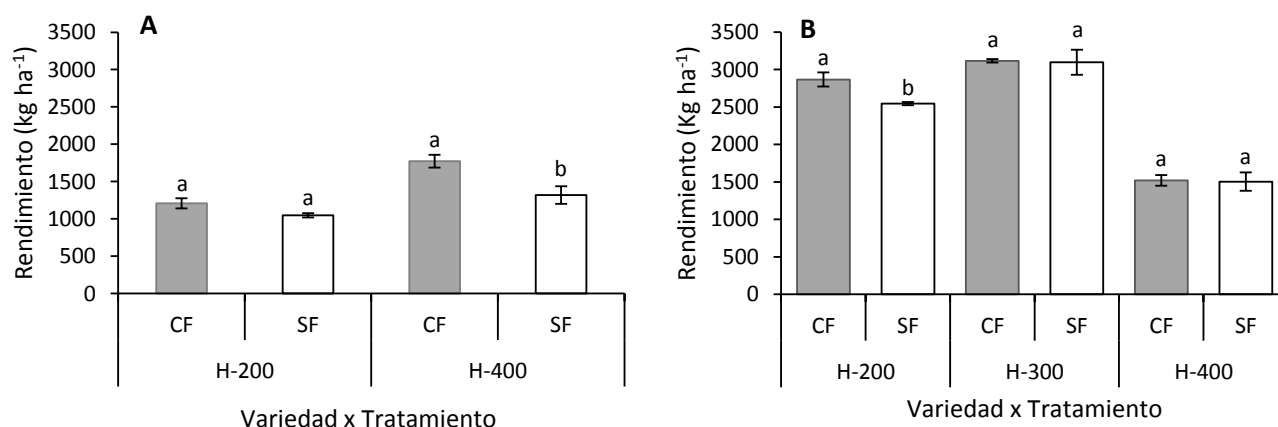 A
Rendimiento (kg ha-1)
3500
3000
2500
2000
1500
1000
500
0
a
a
a
b
CF
SF
CF
SF
H-200
H-400
Variedad x Tratamiento
B
Rendimiento (Kg ha-1)
3500
3000
2500
2000
1500
1000
500
0
a
b
a
a
a
a
CF
SF
CF
SF
CF
SF
H-200
H-300
H-400
Variedad x Tratamiento